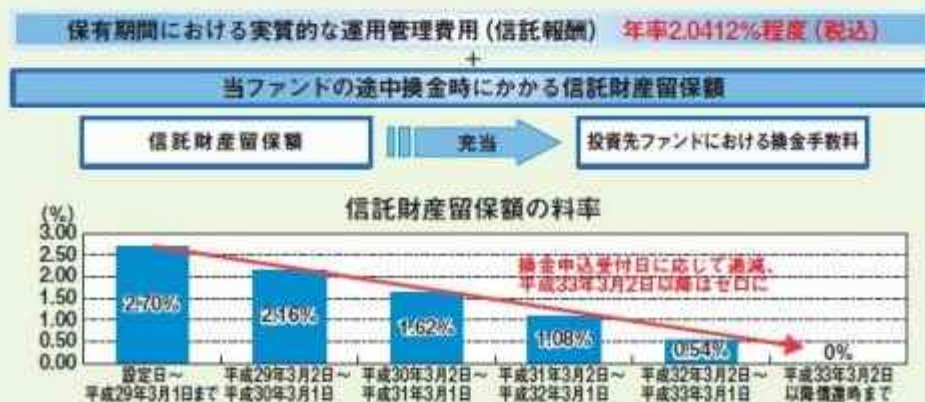 保有期間における実質的な運用管理費用(信託報酬) 年率2.0412%程度(税込)
+
当ファンドの途中換金時にかかる信託財産留保額
信託財産留保額
充当
投資先ファンドにおける換金手数料
信託財産留保額の料率
(%)
3.00
2.50
2.00
1.50
1.00
0.50
0.00
換金申込受付日に応じて逓減、
平成33年3月2日以降はゼロに
2.70%
2.16%
1.62%
1.08%
0.54%
0%
設定日~
平成29年3月1日まで
平成29年3月2日~
平成30年3月1日
平成30年3月2日~
平成31年3月1日
平成31年3月2日~
平成32年3月1日
平成32年3月2日~
平成33年3月1日
平成33年3月2日
以降償還時まで